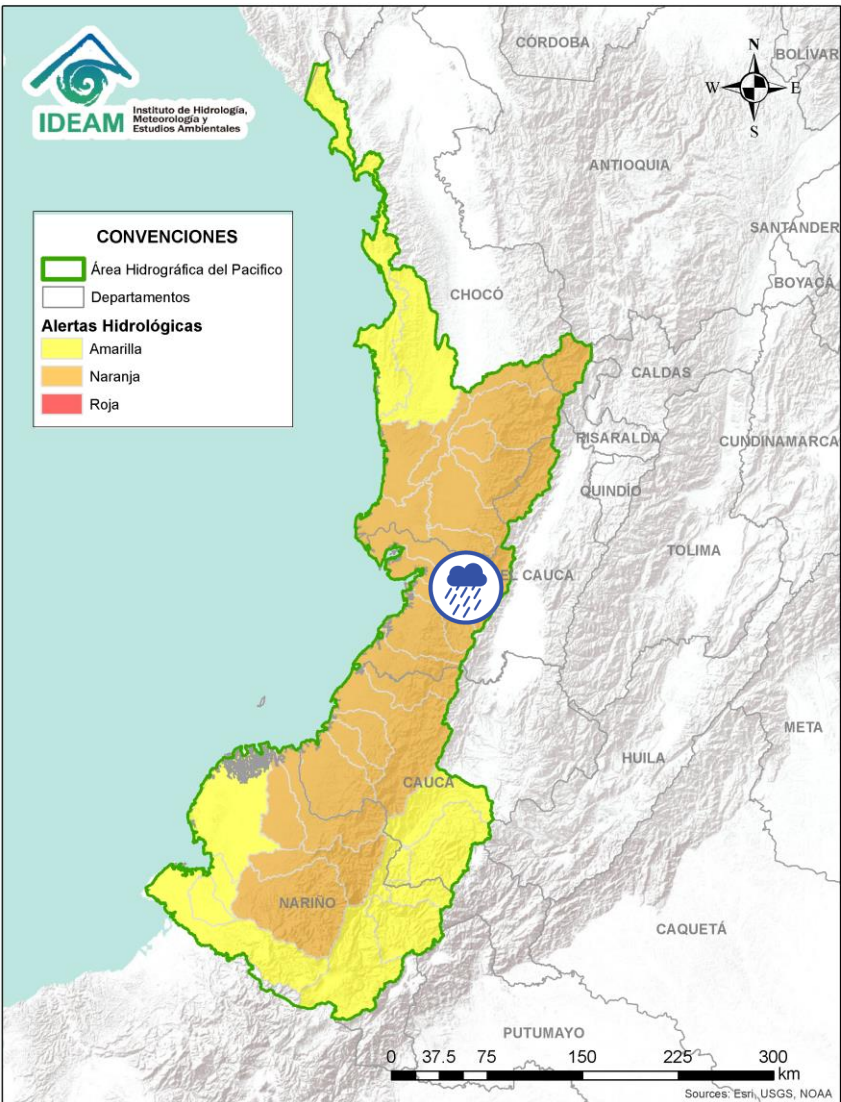 IDEAM
Instituto de Hidrología,
Meteorología y
Estudios Ambientales
N
W
E
S
CONVENCIONES
Área Hidrográfica del Pacifico
Departamentos
Alertas Hidrológicas
Amarilla
Naranja
Roja
CÓRDOBA
BOLIVAR
ANTIOQUIA
SANTANDER
BOYACÁ
CHOCÓ
CALDAS
RISARALDA
CUNDINAMARCA
QUINDÍO
TOLIMA
EL CAUCA
META
HUILA
CAUCA
NARIÑO
CAQUETÁ
PUTUMAYO
0 37.5 75 150 225 300
km
Sources: Esri, USGS, NOAA